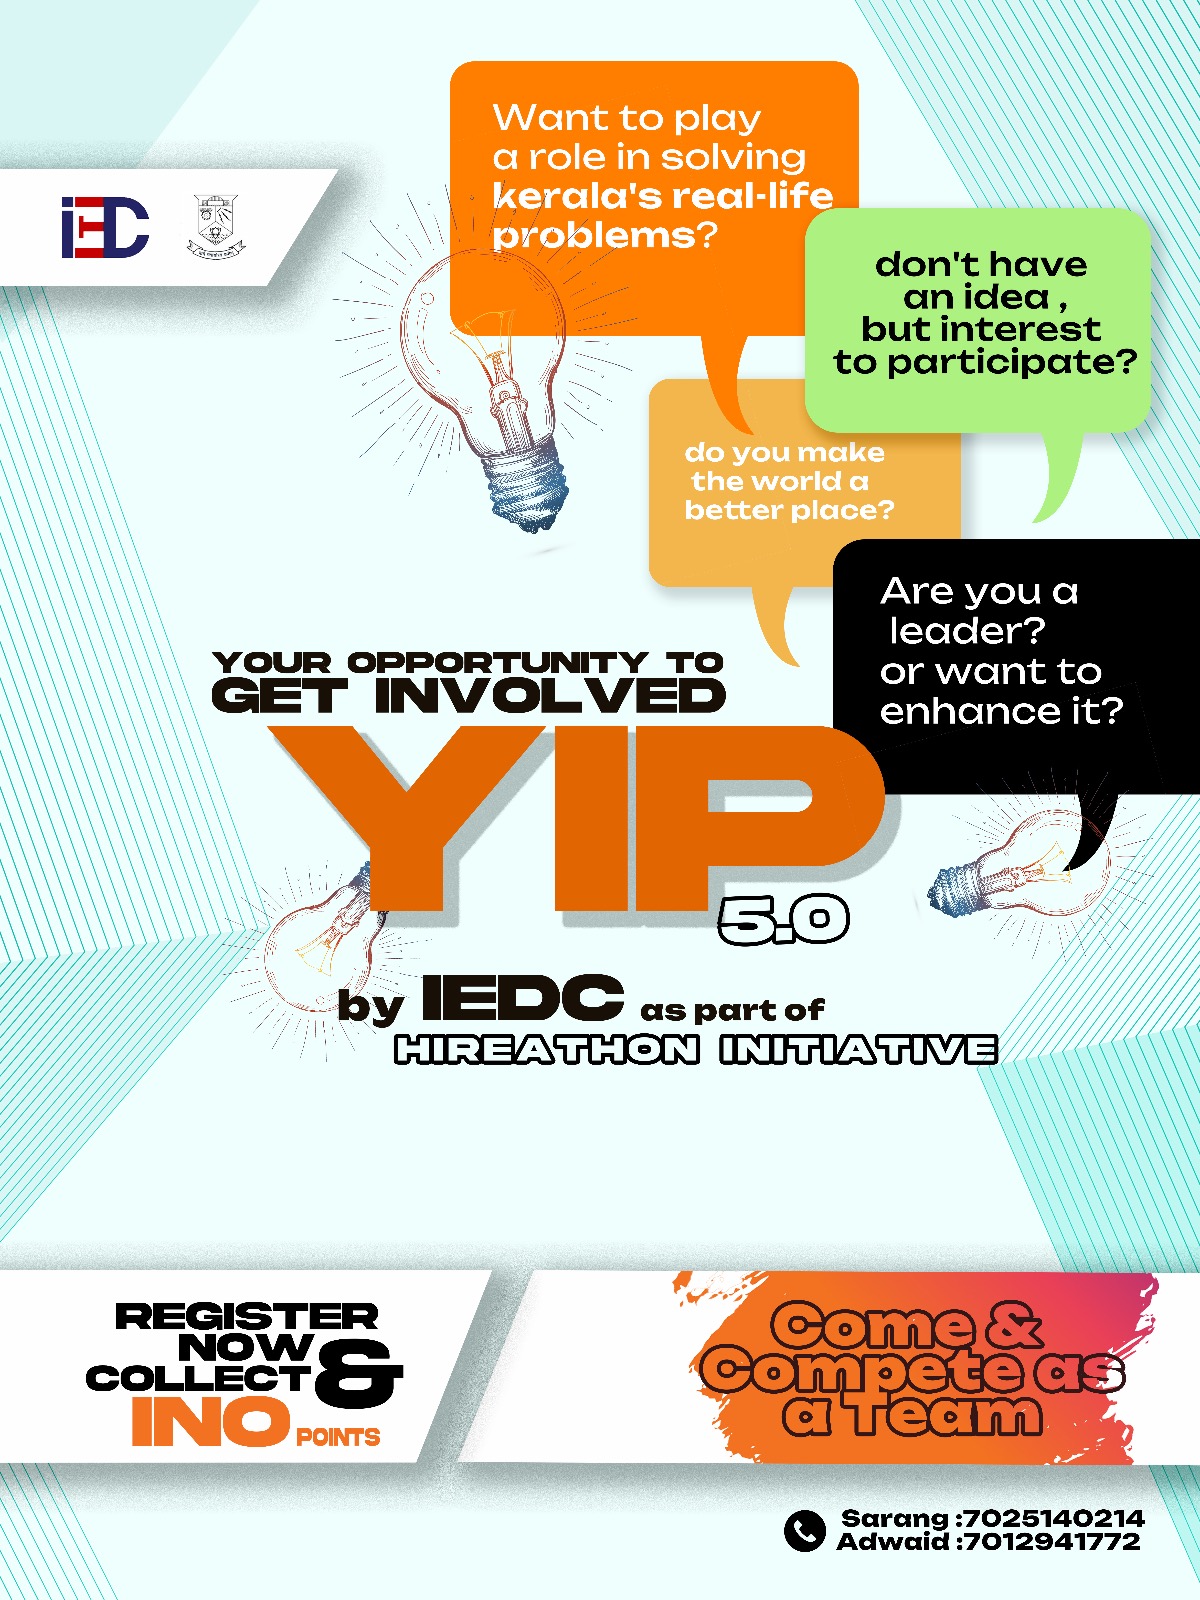 iEDC
Want to play
a role in solving
kerala's real-life
problems?
don't have
an idea ,
but interest
to participate?
do you make
the world a
better place?
Are you a
leader?
or want to
enhance it?
YOUR OPPORTUNITY TO
GET INVOLVED
YIP
5.0
by IEDC as part of
HIREATHON INITIATIVE
REGISTER
NOW
COLLECT &
INO POINTS
Come &
Compete as
a Team
Sarang :7025140214
Adwaid :7012941772